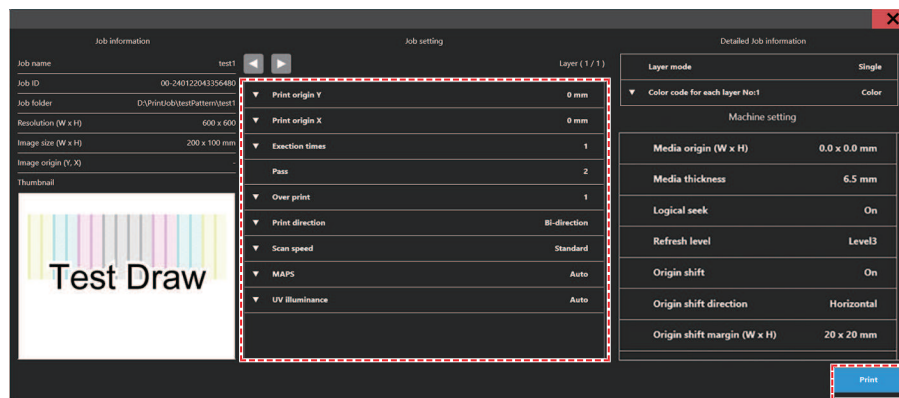 Job information
Job name test1
Job ID 00-240122043356480
Job folder D:\PrintJob\testPattern\test1
Resolution (W x H) 600 x 600
Image size (W x H) 200 x 100 mm
Image origin (Y, X) -
Thumbnail
Test Draw
Job setting
Layer ( 1 / 1 )
Print origin Y 0 mm
Print origin X 0 mm
Exection times 1
Pass 2
Over print 1
Print direction Bi-direction
Scan speed Standard
MAPS Auto
UV illuminance Auto
Detailed Job information
Layer mode Single
Color code for each layer No:1 Color
Machine setting
Media origin (W x H) 0.0 x 0.0 mm
Media thickness 6.5 mm
Logical seek On
Refresh level Level3
Origin shift On
Origin shift direction Horizontal
Origin shift margin (W x H) 20 x 20 mm
Print